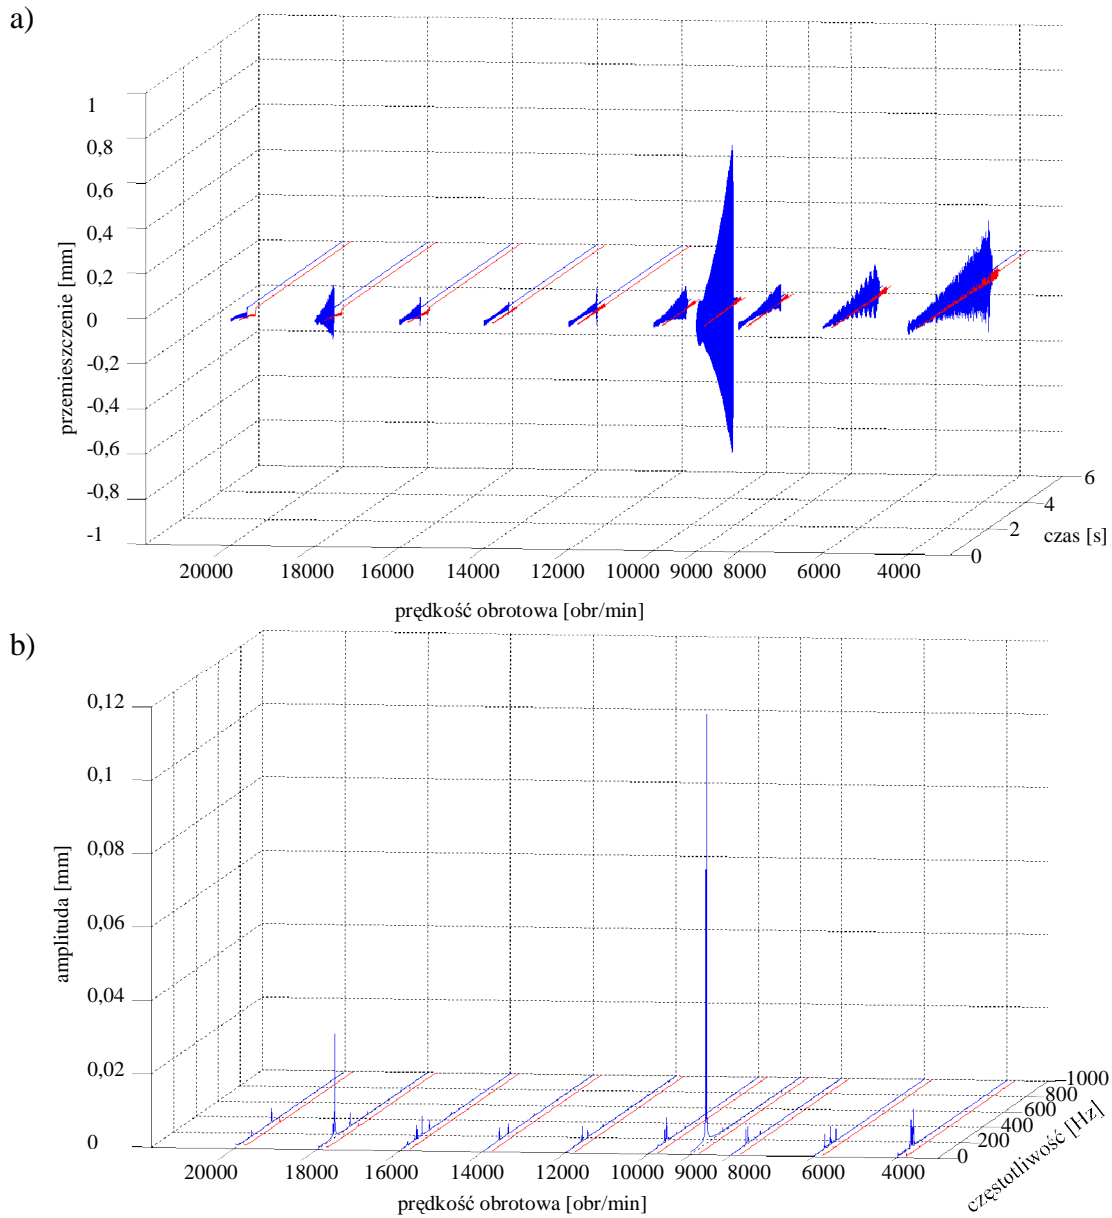 a)
1
0,8
0,6
0,4
0,2
0
-0,2
-0,4
-0,6
-0,8
-1
przemieszczenie [mm]
20000 18000 16000 14000 12000 10000 9000 8000 6000 4000
prędkość obrotowa [obr/min]
0 2 4 6
czas [s]
b)
0,12
0,1
0,08
0,06
0,04
0,02
0
amplituda [mm]
20000 18000 16000 14000 12000 10000 9000 8000 6000 4000
prędkość obrotowa [obr/min]
0 200 400 600 800 1000
częstotliwość [Hz]